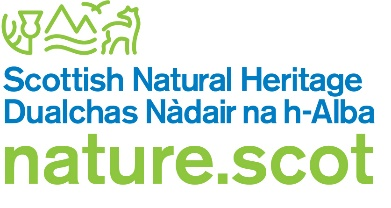 Scottish Natural Heritage
Dualchas Nàdair na h-Alba
nature.scot